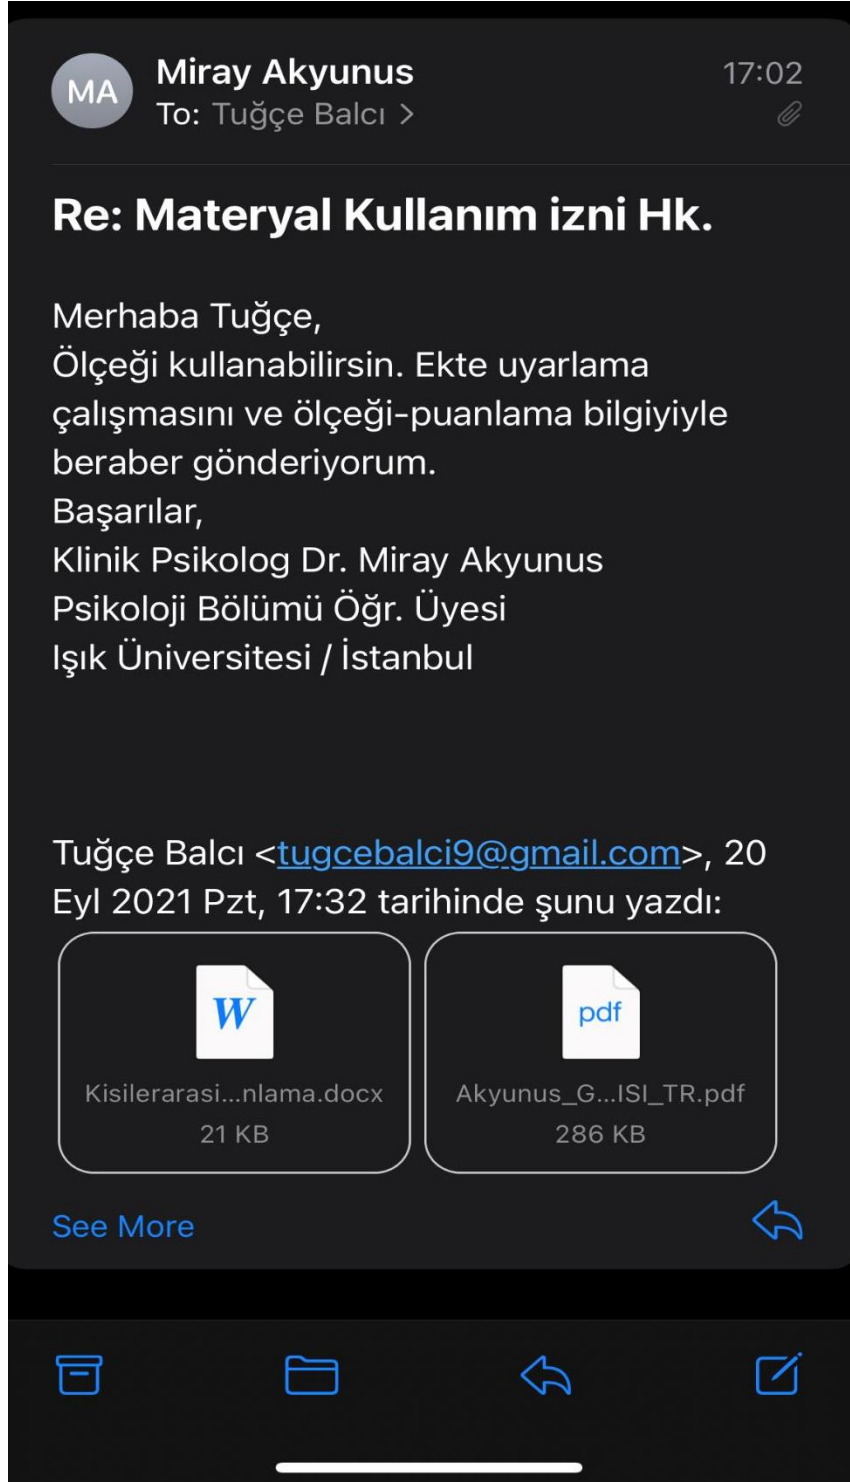 MA
Miray Akyunus
17:02
To: Tuğçe Balcı >
Re: Materyal Kullanım izni Hk.
Merhaba Tuğçe,
Ölçeği kullanabilirsin. Ekte uyarlama
çalışmasını ve ölçeği-puanlama bilgiyiyle
beraber gönderiyorum.
Başarılar,
Klinik Psikolog Dr. Miray Akyunus
Psikoloji Bölümü Öğr. Üyesi
Işık Üniversitesi / İstanbul
Tuğçe Balcı <tugcebalci9@gmail.com>, 20
Eyl 2021 Pzt, 17:32 tarihinde şunu yazdı:
W
pdf
Kisilerarasi...nlama.docx
Akyunus_G...ISI_TR.pdf
21 KB
286 KB
See More